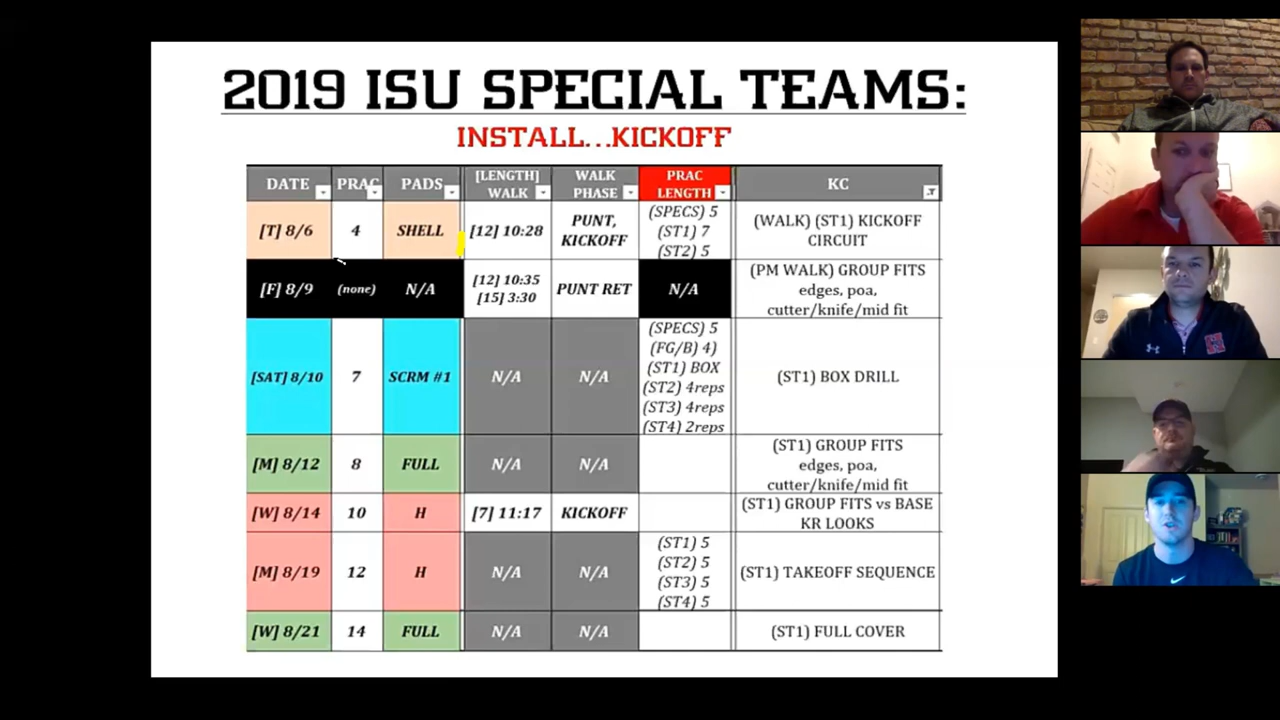 2019 ISU SPECIAL TEAMS:
INSTALL...KICKOFF
DATE PRAC PADS [LENGTH] WALK WALK PHASE PRAC LENGTH KC
[T] 8/6 4 SHELL [12] 10:28 PUNT, KICKOFF (SPECS) 5 (ST1) 7 (ST2) 5 (WALK) (ST1) KICKOFF CIRCUIT
[F] 8/9 (none) N/A [12] 10:35 [15] 3:30 PUNT RET N/A (PM WALK) GROUP FITS edges, poa, cutter/knife/mid fit
[SAT] 8/10 7 SCRM #1 N/A N/A (SPECS) 5 (FG/B) 4) (ST1) BOX (ST2) 4reps (ST3) 4reps (ST4) 2reps (ST1) BOX DRILL
[M] 8/12 8 FULL N/A N/A (ST1) GROUP FITS edges, poa, cutter/knife/mid fit
[W] 8/14 10 H [7] 11:17 KICKOFF (ST1) GROUP FITS vs BASE KR LOOKS
[M] 8/19 12 H N/A N/A (ST1) 5 (ST2) 5 (ST3) 5 (ST4) 5 (ST1) TAKEOFF SEQUENCE
[W] 8/21 14 FULL N/A N/A (ST1) FULL COVER